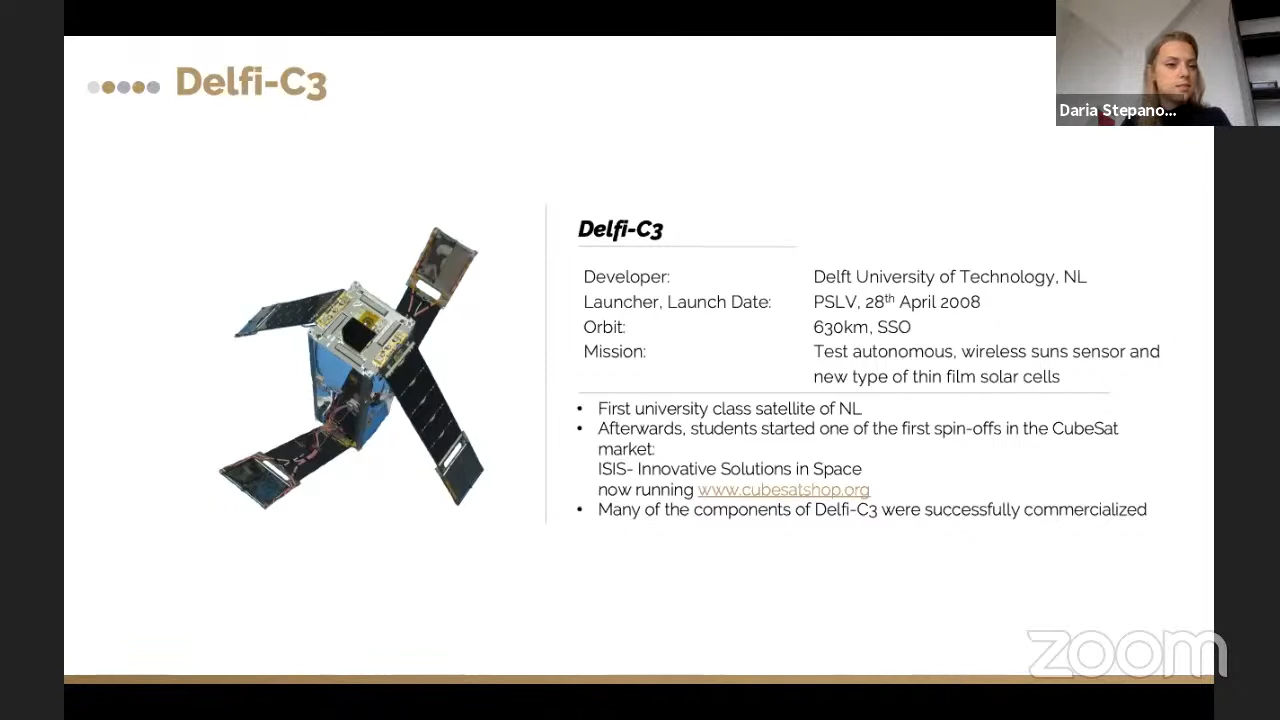 Delfi-C3
Daria Stepano...
Delfi-C3
Developer: Delft University of Technology, NL
Launcher, Launch Date: PSLV, 28th April 2008
Orbit: 630km, SSO
Mission: Test autonomous, wireless suns sensor and
new type of thin film solar cells
• First university class satellite of NL
• Afterwards, students started one of the first spin-offs in the CubeSat
market:
ISIS- Innovative Solutions in Space
now running www.cubesatshop.org
• Many of the components of Delfi-C3 were successfully commercialized
zoom